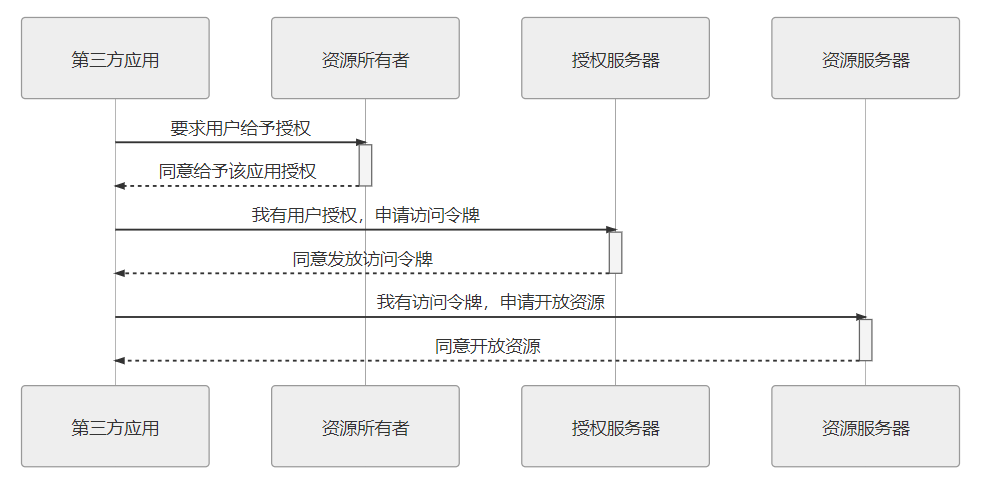 第三方应用
资源所有者
授权服务器
资源服务器
要求用户给予授权
同意给予该应用授权
我有用户授权，申请访问令牌
同意发放访问令牌
我有访问令牌，申请开放资源
同意开放资源
第三方应用
资源所有者
授权服务器
资源服务器